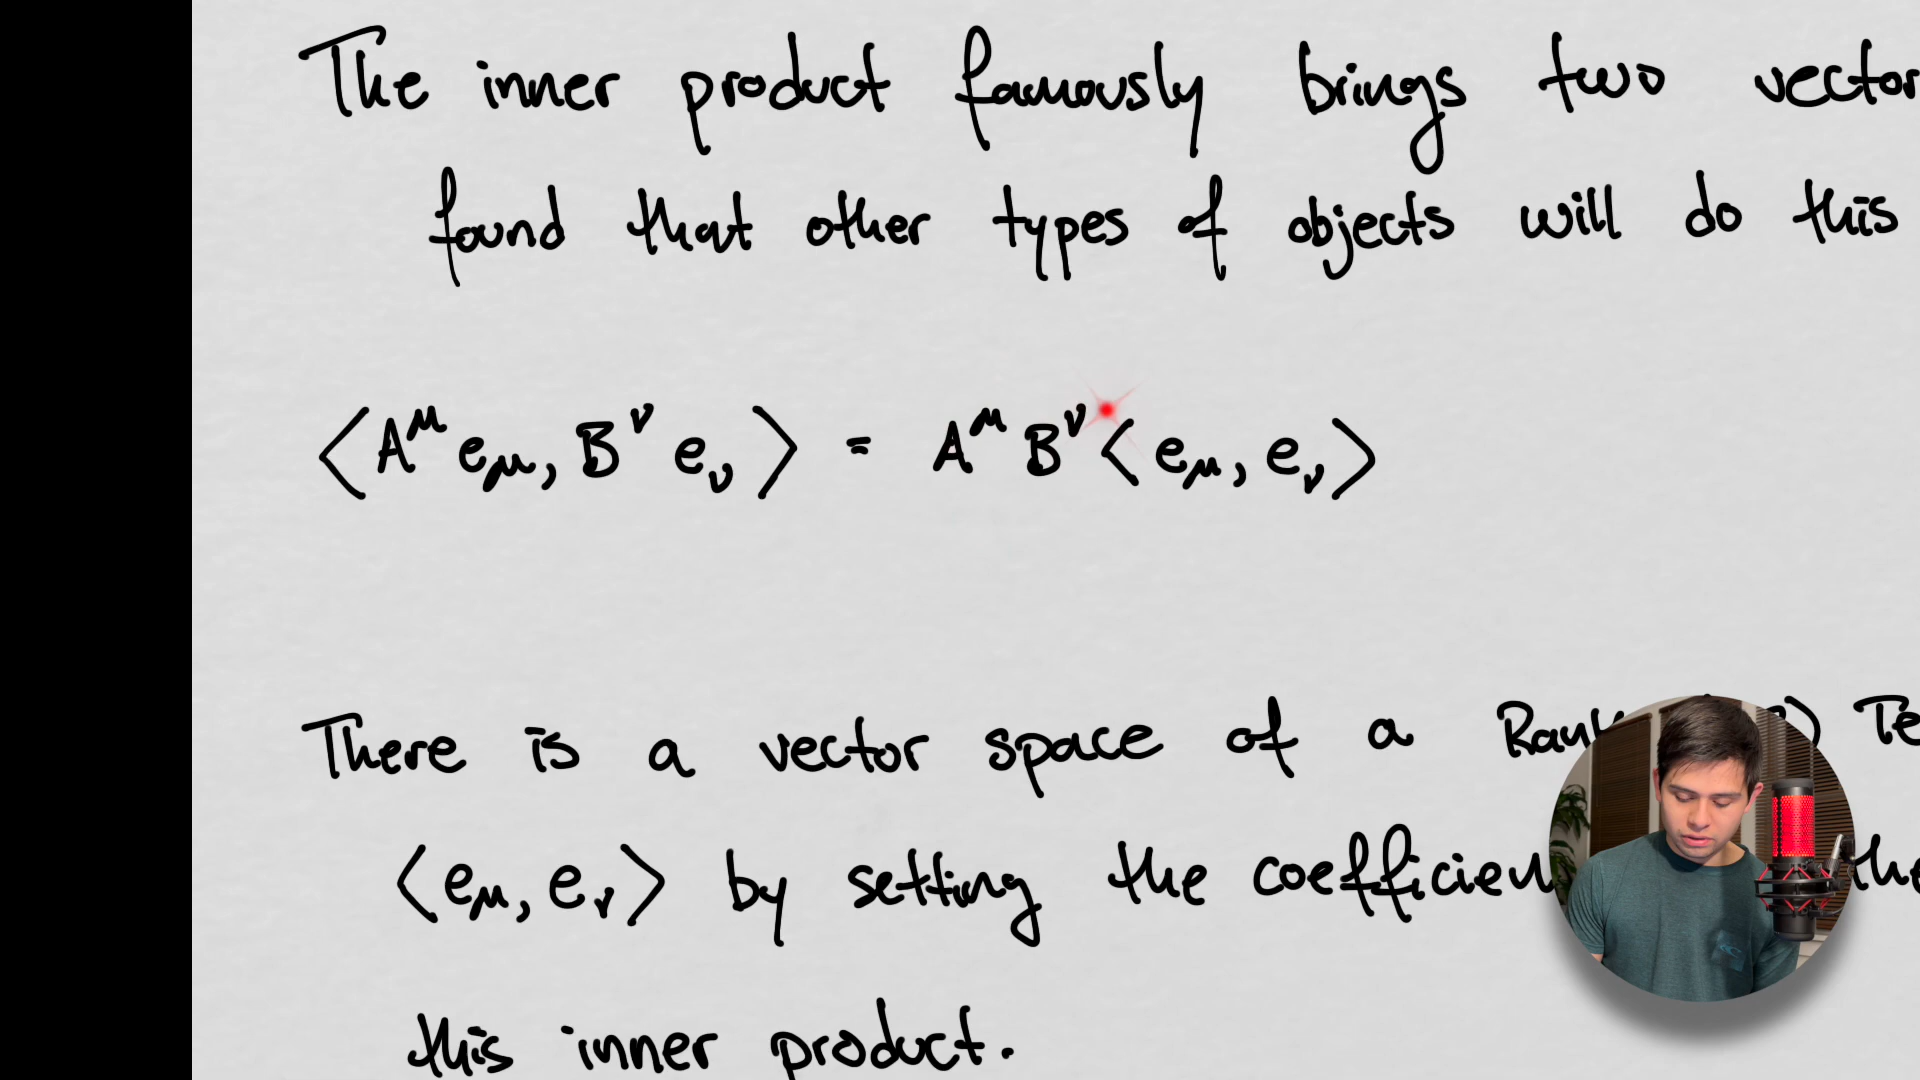 The inner product famously brings two vector
found that other types of objects will do this
⟨A^μ e_μ, B^ν e_ν⟩ = A^μ B^ν ⟨e_μ, e_ν⟩
There is a vector space of a
⟨e_μ, e_ν⟩ by setting the
this inner product.